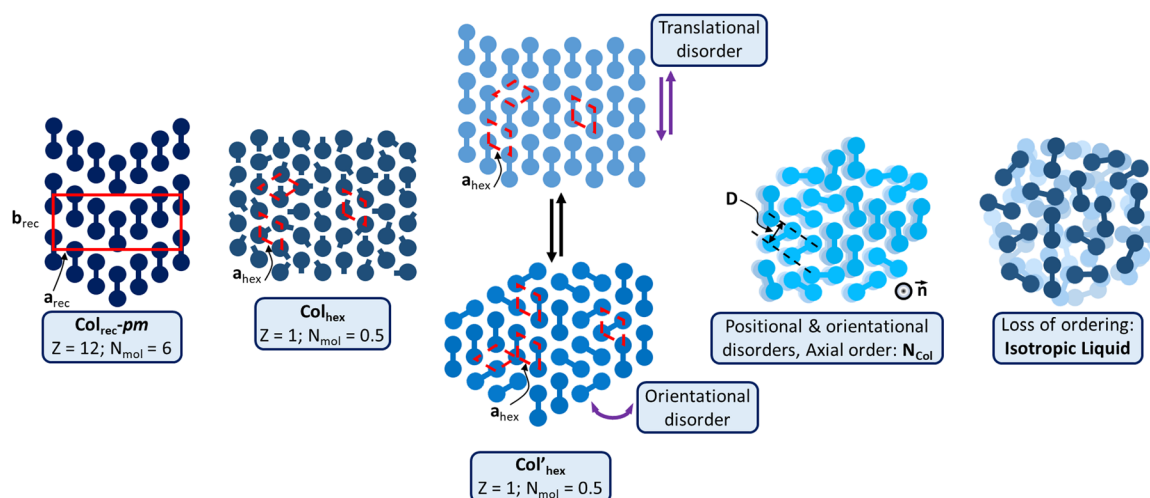 b_rec
a_rec
Col_rec-pm
Z = 12; N_mol = 6
a_hex
Col_hex
Z = 1; N_mol = 0.5
Translational
disorder
a_hex
a_hex
Orientational
disorder
Col'_hex
Z = 1; N_mol = 0.5
D
n⃗
Positional & orientational
disorders, Axial order: N_Col
Loss of ordering:
Isotropic Liquid